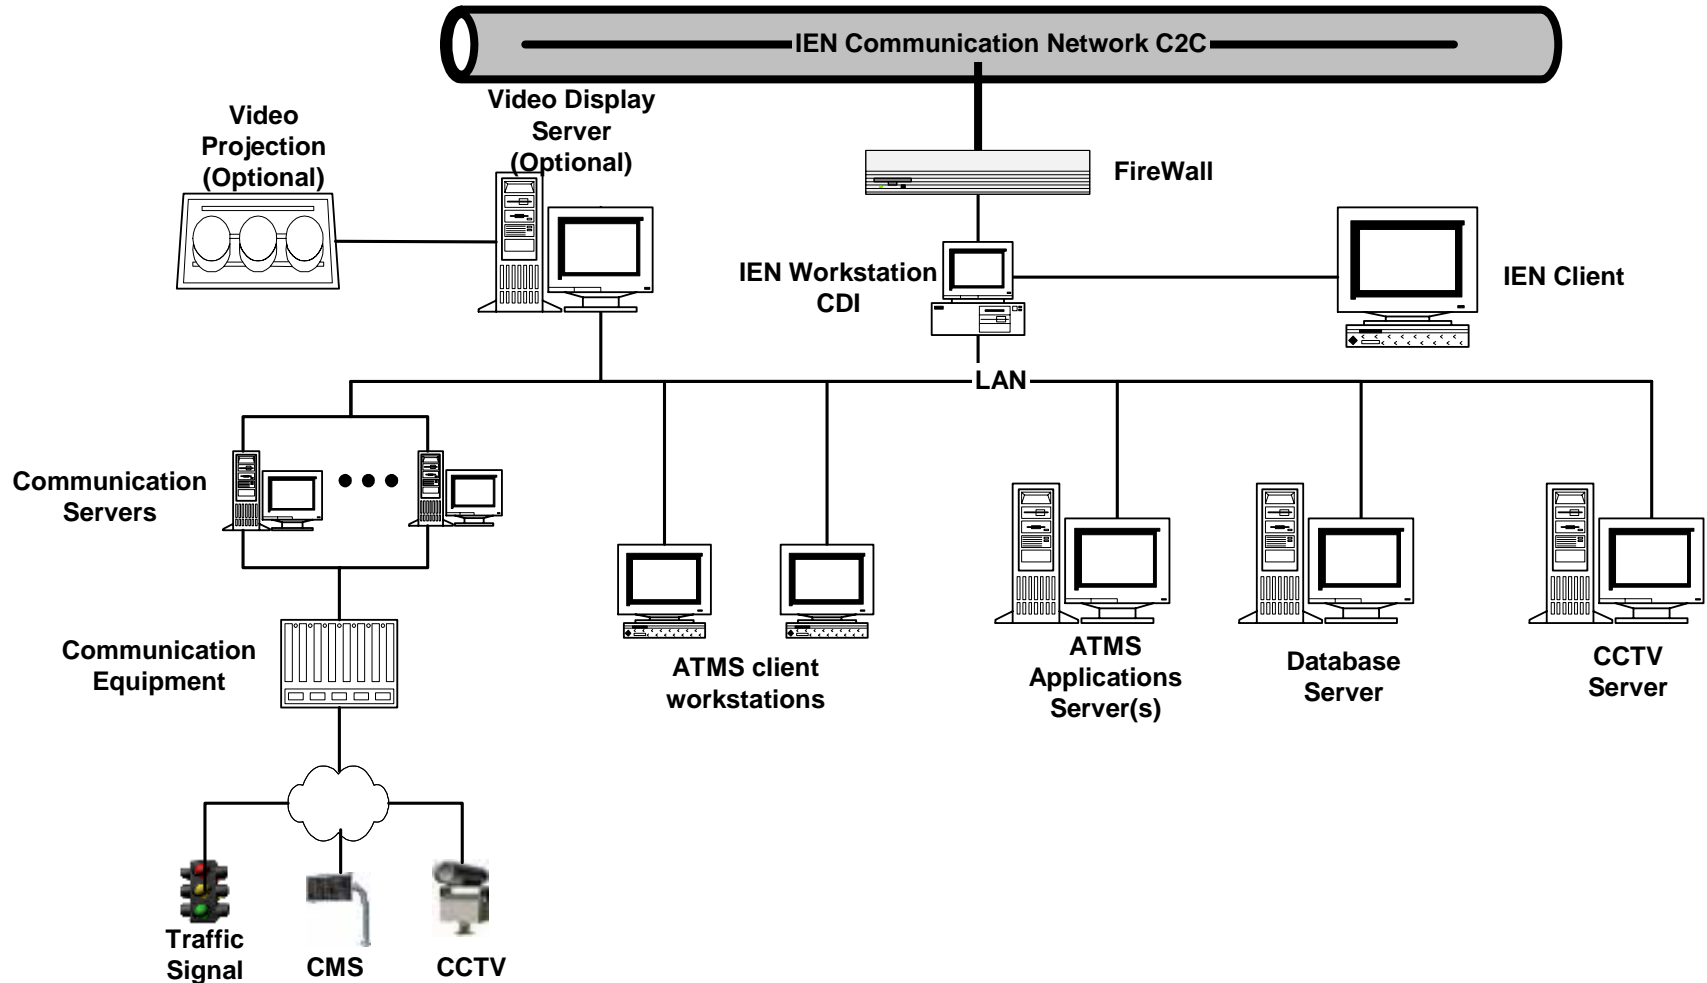 IEN Communication Network C2C
Video
Projection
(Optional)
Video Display
Server
(Optional)
FireWall
IEN Workstation
CDI
IEN Client
LAN
Communication
Servers
Communication
Equipment
ATMS client
workstations
ATMS
Applications
Server(s)
Database
Server
CCTV
Server
Traffic
Signal
CMS
CCTV